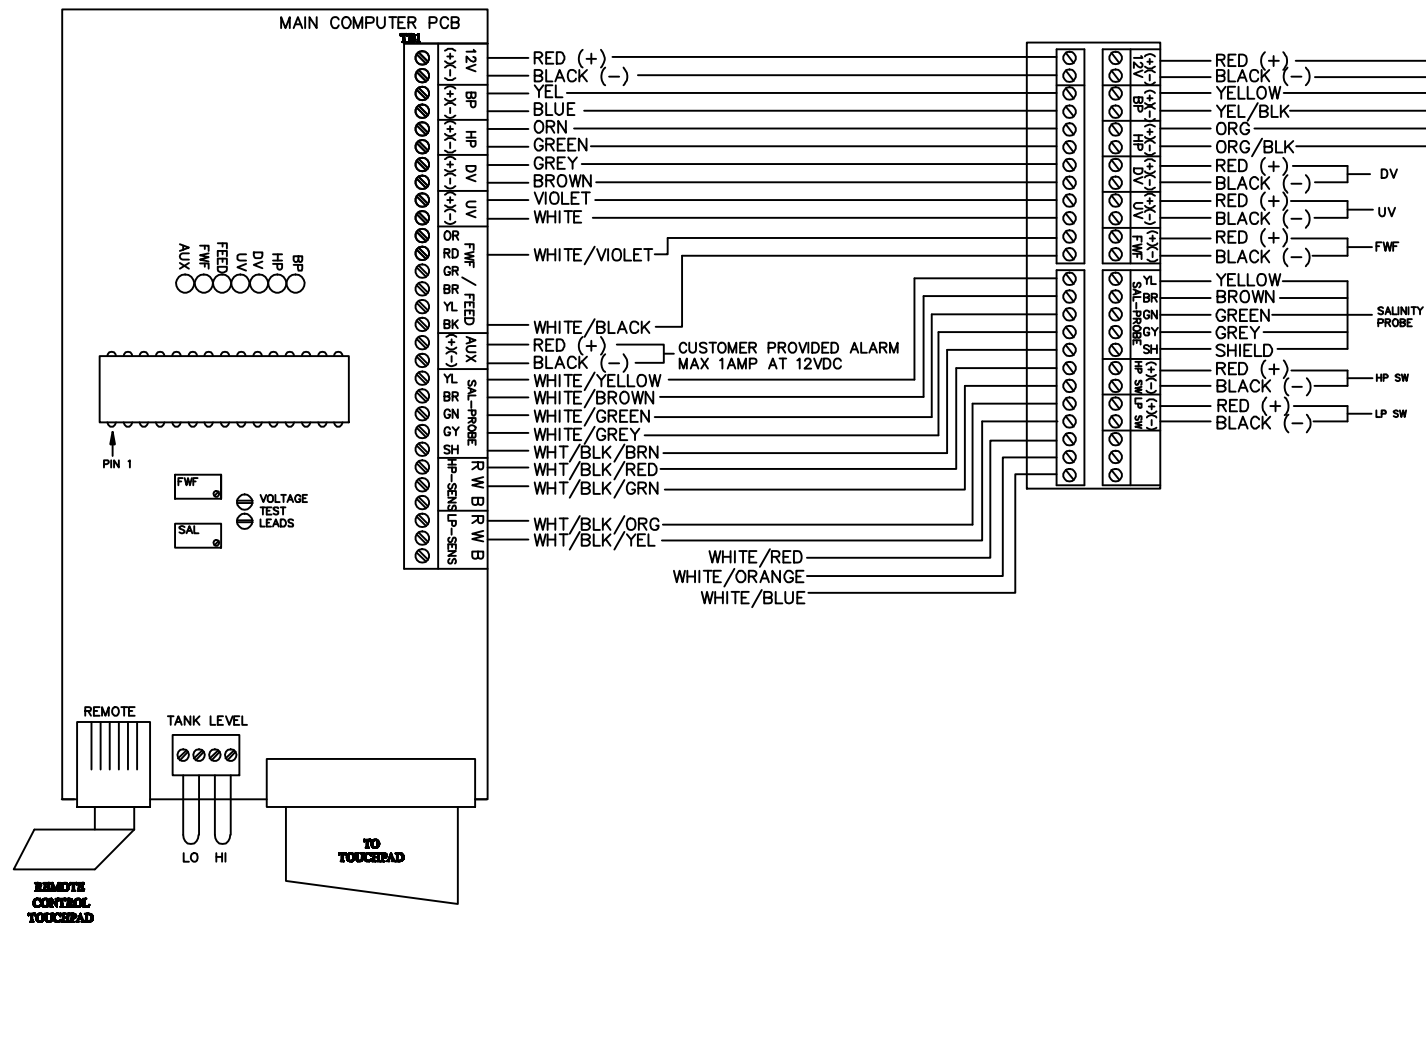 MAIN COMPUTER PCB
TB1
12V (+)(-)
BP (+)(-)
HP (+)(-)
DV (+)(-)
UV (+)(-)
OR
RD
GR
BR
YL
BK
FWF / FEED
AUX (+)(-)
YL
BR
GN
GY
SH
SAL-PROBE
HP-SENS R W B
LP-SENS R W B
RED (+)
BLACK (-)
YEL
BLUE
ORN
GREEN
GREY
BROWN
VIOLET
WHITE
WHITE/VIOLET
WHITE/BLACK
RED (+)
BLACK (-)
CUSTOMER PROVIDED ALARM
MAX 1AMP AT 12VDC
WHITE/YELLOW
WHITE/BROWN
WHITE/GREEN
WHITE/GREY
WHT/BLK/BRN
WHT/BLK/RED
WHT/BLK/GRN
WHT/BLK/ORG
WHT/BLK/YEL
WHITE/RED
WHITE/ORANGE
WHITE/BLUE
12V (+)(-)
BP (+)(-)
HP (+)(-)
DV (+)(-)
UV (+)(-)
FWF (+)(-)
YL
BR
GN
GY
SH
SAL-PROBE
HP SW (+)(-)
LP SW (+)(-)
RED (+)
BLACK (-)
YELLOW
YEL/BLK
ORG
ORG/BLK
RED (+)
BLACK (-)
DV
RED (+)
BLACK (-)
UV
RED (+)
BLACK (-)
FWF
YELLOW
BROWN
GREEN
GREY
SHIELD
SALINITY
PROBE
RED (+)
BLACK (-)
HP SW
RED (+)
BLACK (-)
LP SW
AUX
FWF
FEED
UV
DV
HP
BP
PIN 1
FWF
SAL
VOLTAGE
TEST
LEADS
REMOTE
TANK LEVEL
LO HI
TO
TOUCHPAD
REMOTE
CONTROL
TOUCHPAD